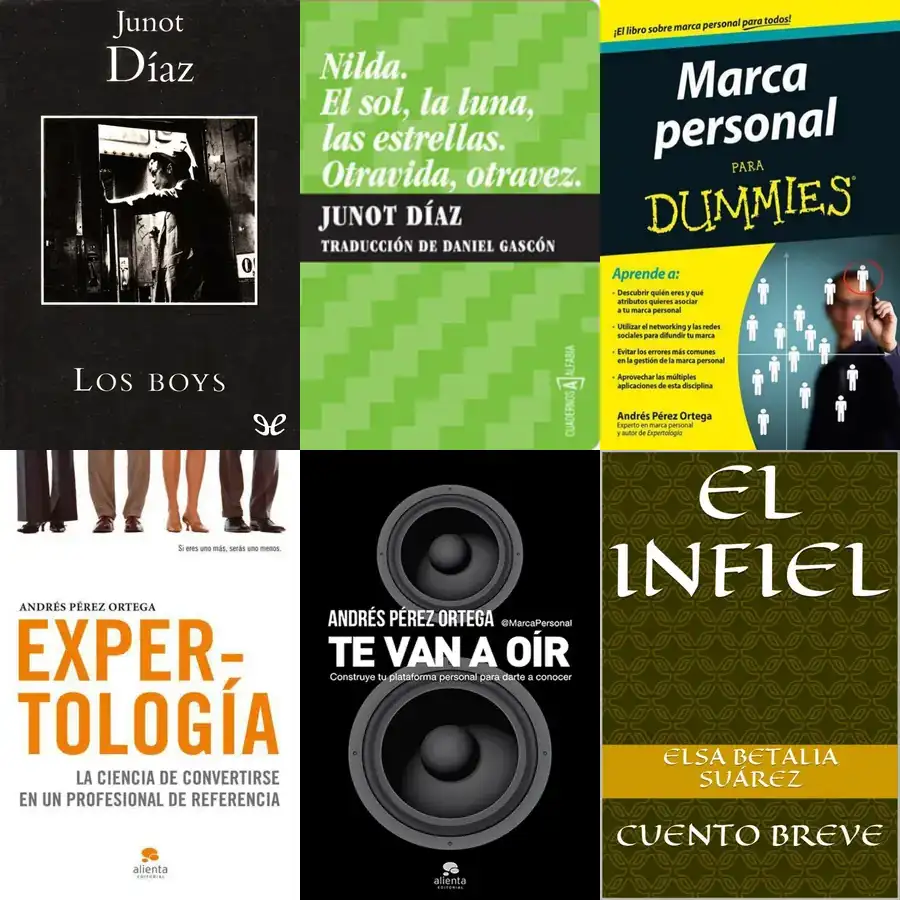 Junot
Díaz
LOS BOYS
Nilda.
El sol, la luna,
las estrellas.
Otravida, otravez.
JUNOT DÍAZ
TRADUCCIÓN DE DANIEL GASCÓN
CUADERNOS A ALFABIA
¡El libro sobre marca personal para todos!
Marca
personal
PARA
DUMMIES®
Aprende a:
• Descubrir quién eres y qué
atributos quieres asociar
a tu marca personal
• Utilizar el networking y las redes
sociales para difundir tu marca
• Evitar los errores más comunes
en la gestión de la marca personal
• Aprovechar las múltiples
aplicaciones de esta disciplina
Andrés Pérez Ortega
Experto en marca personal
y autor de Expertología
Si eres uno más, serás uno menos.
ANDRÉS PÉREZ ORTEGA
EXPER-
TOLOGÍA
LA CIENCIA DE CONVERTIRSE
EN UN PROFESIONAL DE REFERENCIA
alienta
EDITORIAL
ANDRÉS PÉREZ ORTEGA @MarcaPersonal
TE VAN A OÍR
Construye tu plataforma personal para darte a conocer
alienta
EDITORIAL
EL
INFIEL
ELSA BETALIA
SUÁREZ
CUENTO BREVE